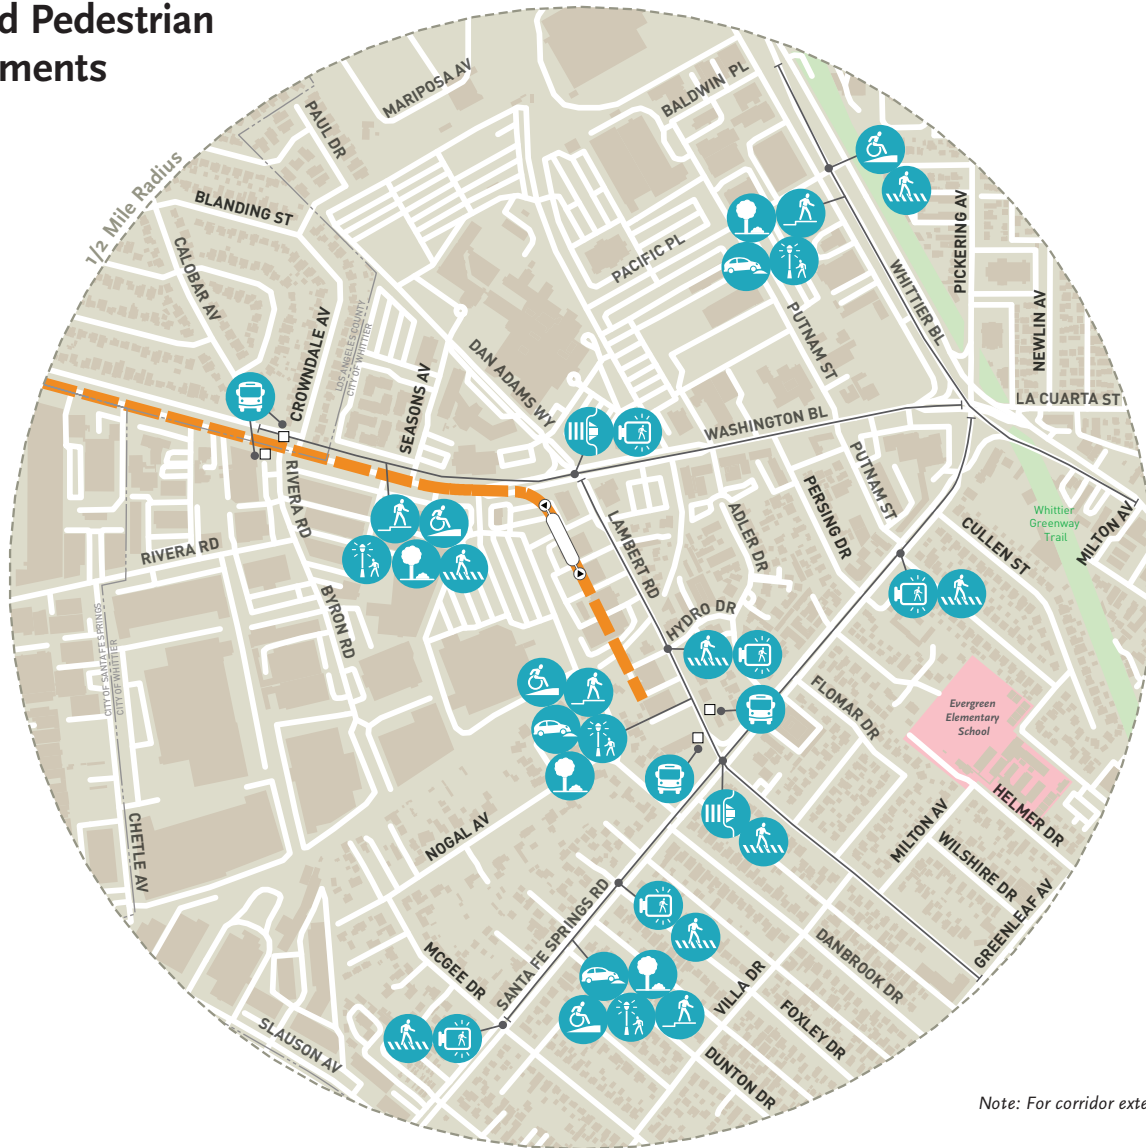 d Pedestrian
ments
1/2 Mile Radius
MARIPOSA AV
BALDWIN PL
PAUL DR
BLANDING ST
CALOBAR AV
CROWNDALE AV
LOS ANGELES COUNTY
CITY OF WHITTIER
SEASONS AV
DAN ADAMS WY
PACIFIC PL
PUTNAM ST
WHITTIER BL
PICKERING AV
NEWLIN AV
LA CUARTA ST
WASHINGTON BL
RIVERA RD
RIVERA RD
BYRON RD
LAMBERT RD
ADLER DR
PERSING DR
PUTNAM ST
CULLEN ST
Whittier
Greenway
Trail
MILTON AV
HYDRO DR
CITY OF SANTA FE SPRINGS
CITY OF WHITTIER
FLOMAR DR
Evergreen
Elementary
School
HELMER DR
CHETLE AV
NOGAL AV
MILTON AV
WILSHIRE DR
GREENLEAF AV
MCGEE DR
SANTA FE SPRINGS RD
DANBROOK DR
VILLA DR
FOXLEY DR
SLAUSON AV
DUNTON DR
Note: For corridor exte